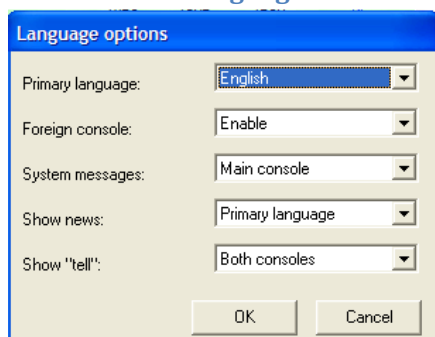 Language options
Primary language: English
Foreign console: Enable
System messages: Main console
Show news: Primary language
Show "tell": Both consoles
OK Cancel